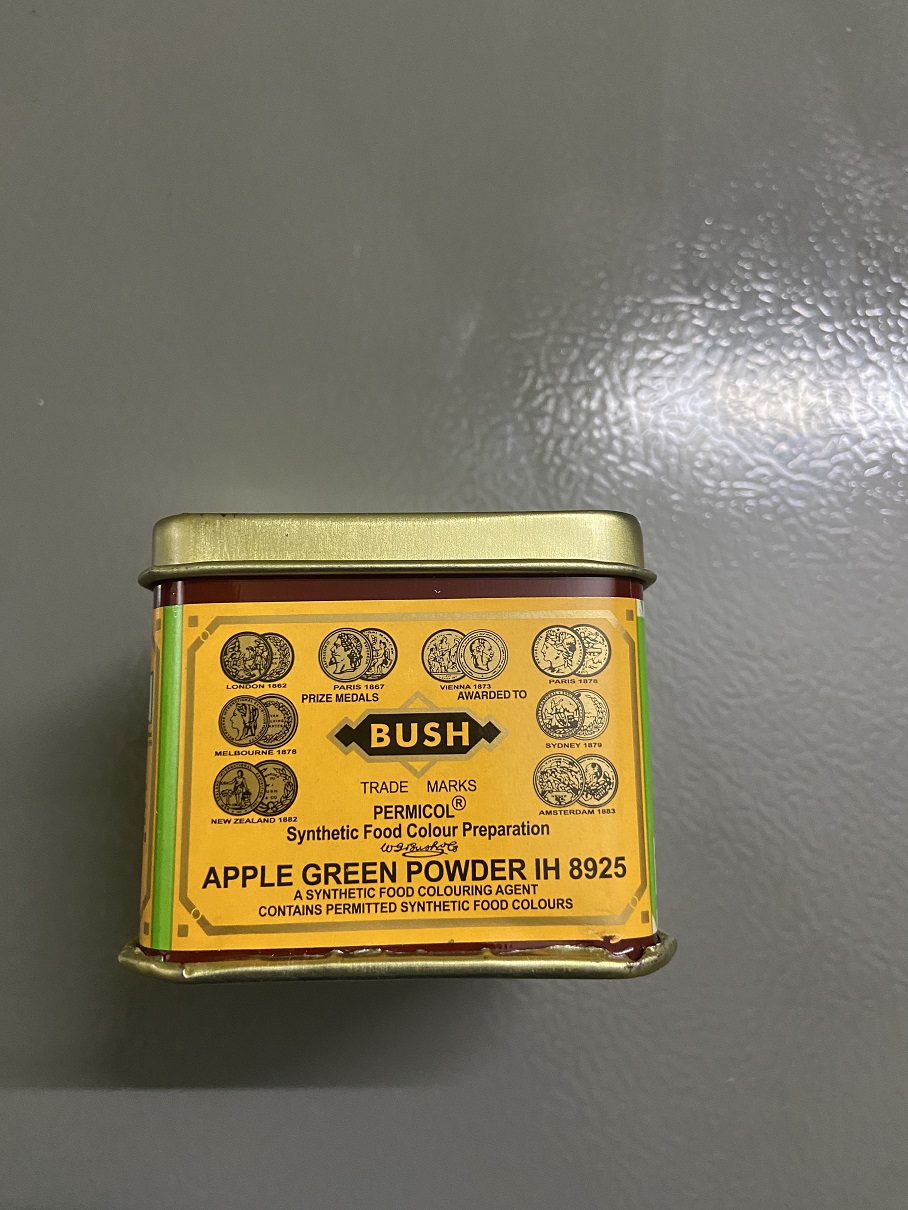 LONDON 1862
PARIS 1867
VIENNA 1873
PARIS 1878
PRIZE MEDALS
AWARDED TO
MELBOURNE 1878
BUSH
SYDNEY 1879
TRADE MARKS
NEW ZEALAND 1882
PERMICOL®
AMSTERDAM 1883
Synthetic Food Colour Preparation
W J Bush & Co
APPLE GREEN POWDER IH 8925
A SYNTHETIC FOOD COLOURING AGENT
CONTAINS PERMITTED SYNTHETIC FOOD COLOURS